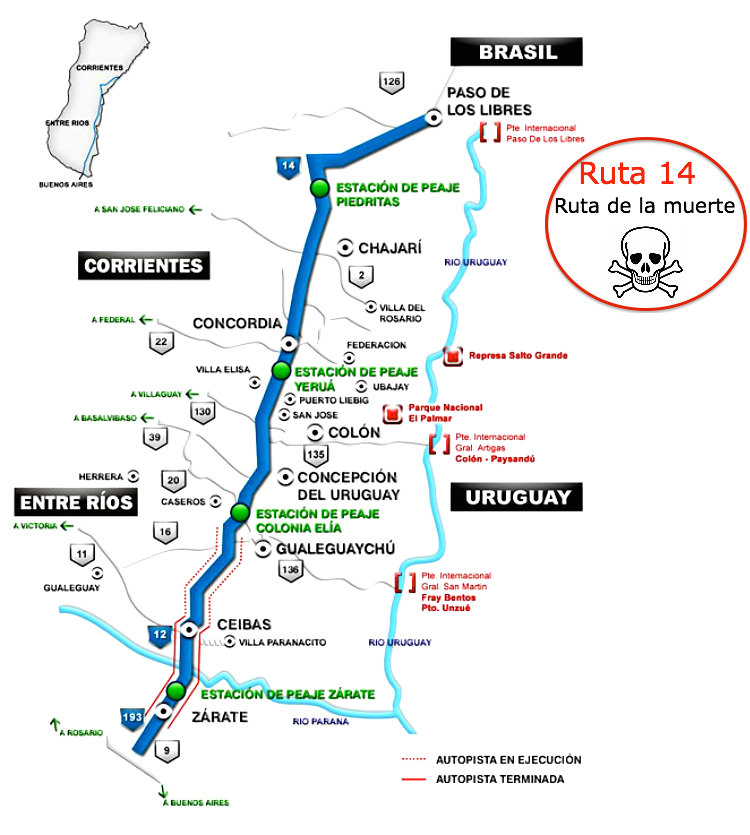 BRASIL
CORRIENTES
126
PASO DE
LOS LIBRES
ENTRE RIOS
Pte. Internacional
Paso De Los Libres
14
Ruta 14
BUENOS AIRES
ESTACIÓN DE PEAJE
PIEDRITAS
Ruta de la muerte
A SAN JOSE FELICIANO
CHAJARÍ
CORRIENTES
2
RIO URUGUAY
VILLA DEL
ROSARIO
A FEDERAL
CONCORDIA
22
FEDERACION
Represa Salto Grande
VILLA ELISA
ESTACIÓN DE PEAJE
YERUÁ
UBAJAY
A VILLAGUAY
PUERTO LIEBIG
130
SAN JOSE
Parque Nacional
El Palmar
A BASALVIBASO
COLÓN
39
Pte. Internacional
Gral. Artigas
Colón - Paysandú
135
HERRERA
20
CONCEPCIÓN
DEL URUGUAY
ENTRE RÍOS
CASEROS
URUGUAY
ESTACIÓN DE PEAJE
COLONIA ELÍA
A VICTORIA
16
11
GUALEGUAYCHÚ
136
GUALEGUAY
Pte. Internacional
Gral. San Martin
Fray Bentos
Pto. Unzué
12
CEIBAS
VILLA PARANACITO
RIO URUGUAY
ESTACIÓN DE PEAJE ZÁRATE
193
ZÁRATE
RIO PARANA
A ROSARIO
9
AUTOPISTA EN EJECUCIÓN
AUTOPISTA TERMINADA
A BUENOS AIRES